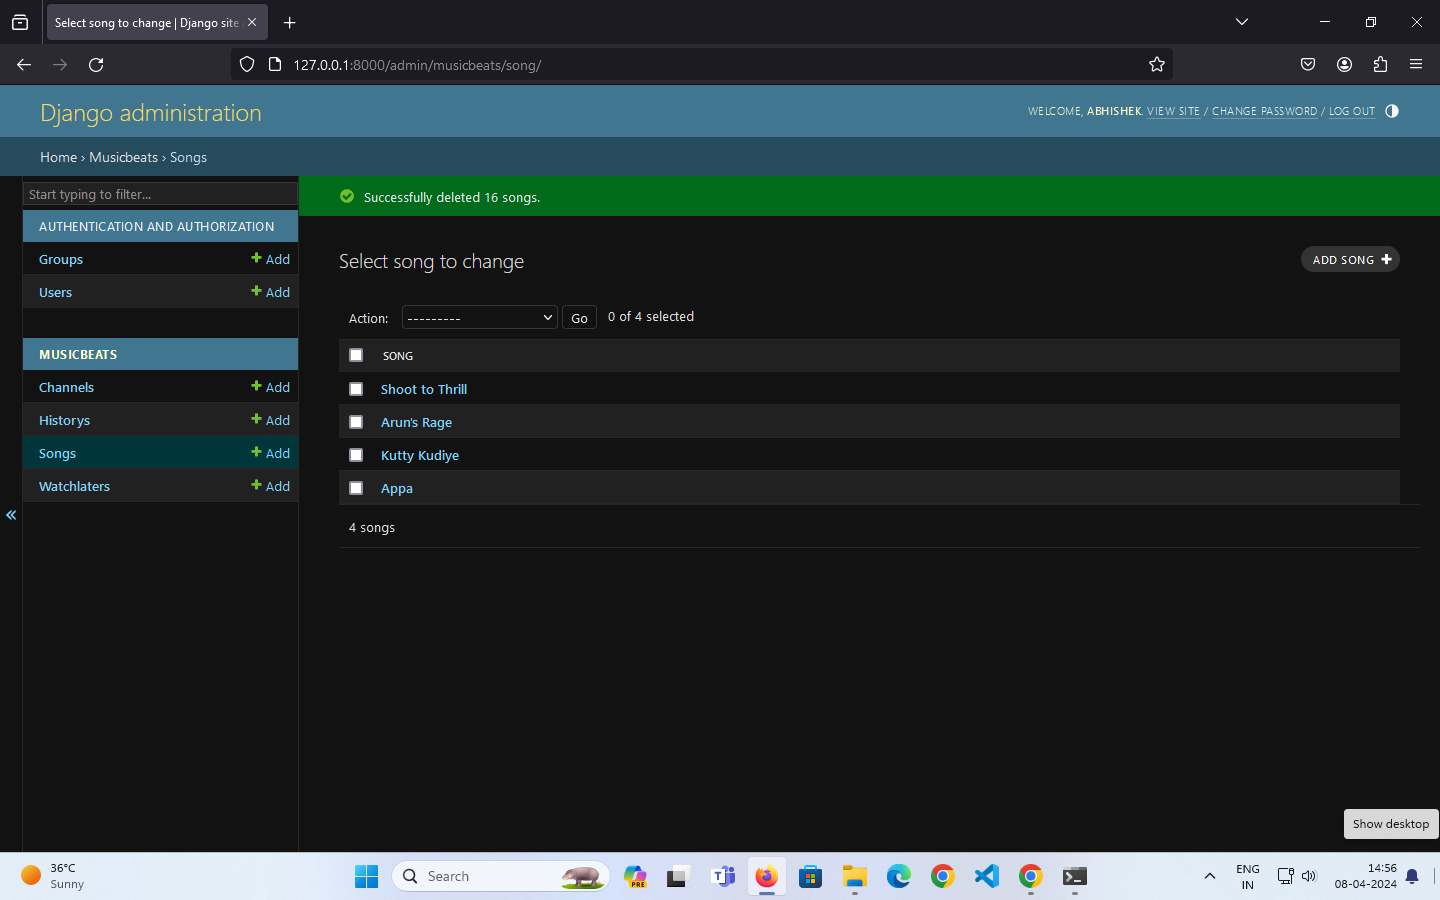 Select song to change | Django site
127.0.0.1:8000/admin/musicbeats/song/
Django administration
WELCOME, ABHISHEK. VIEW SITE / CHANGE PASSWORD / LOG OUT
Home › Musicbeats › Songs
Start typing to filter...
AUTHENTICATION AND AUTHORIZATION
Groups
Add
Users
Add
MUSICBEATS
Channels
Add
Historys
Add
Songs
Add
Watchlaters
Add
«
Successfully deleted 16 songs.
Select song to change
ADD SONG
Action:
---------
Go
0 of 4 selected
SONG
Shoot to Thrill
Arun's Rage
Kutty Kudiye
Appa
4 songs
Show desktop
36°C
Sunny
Search
PRE
ENG
IN
14:56
08-04-2024